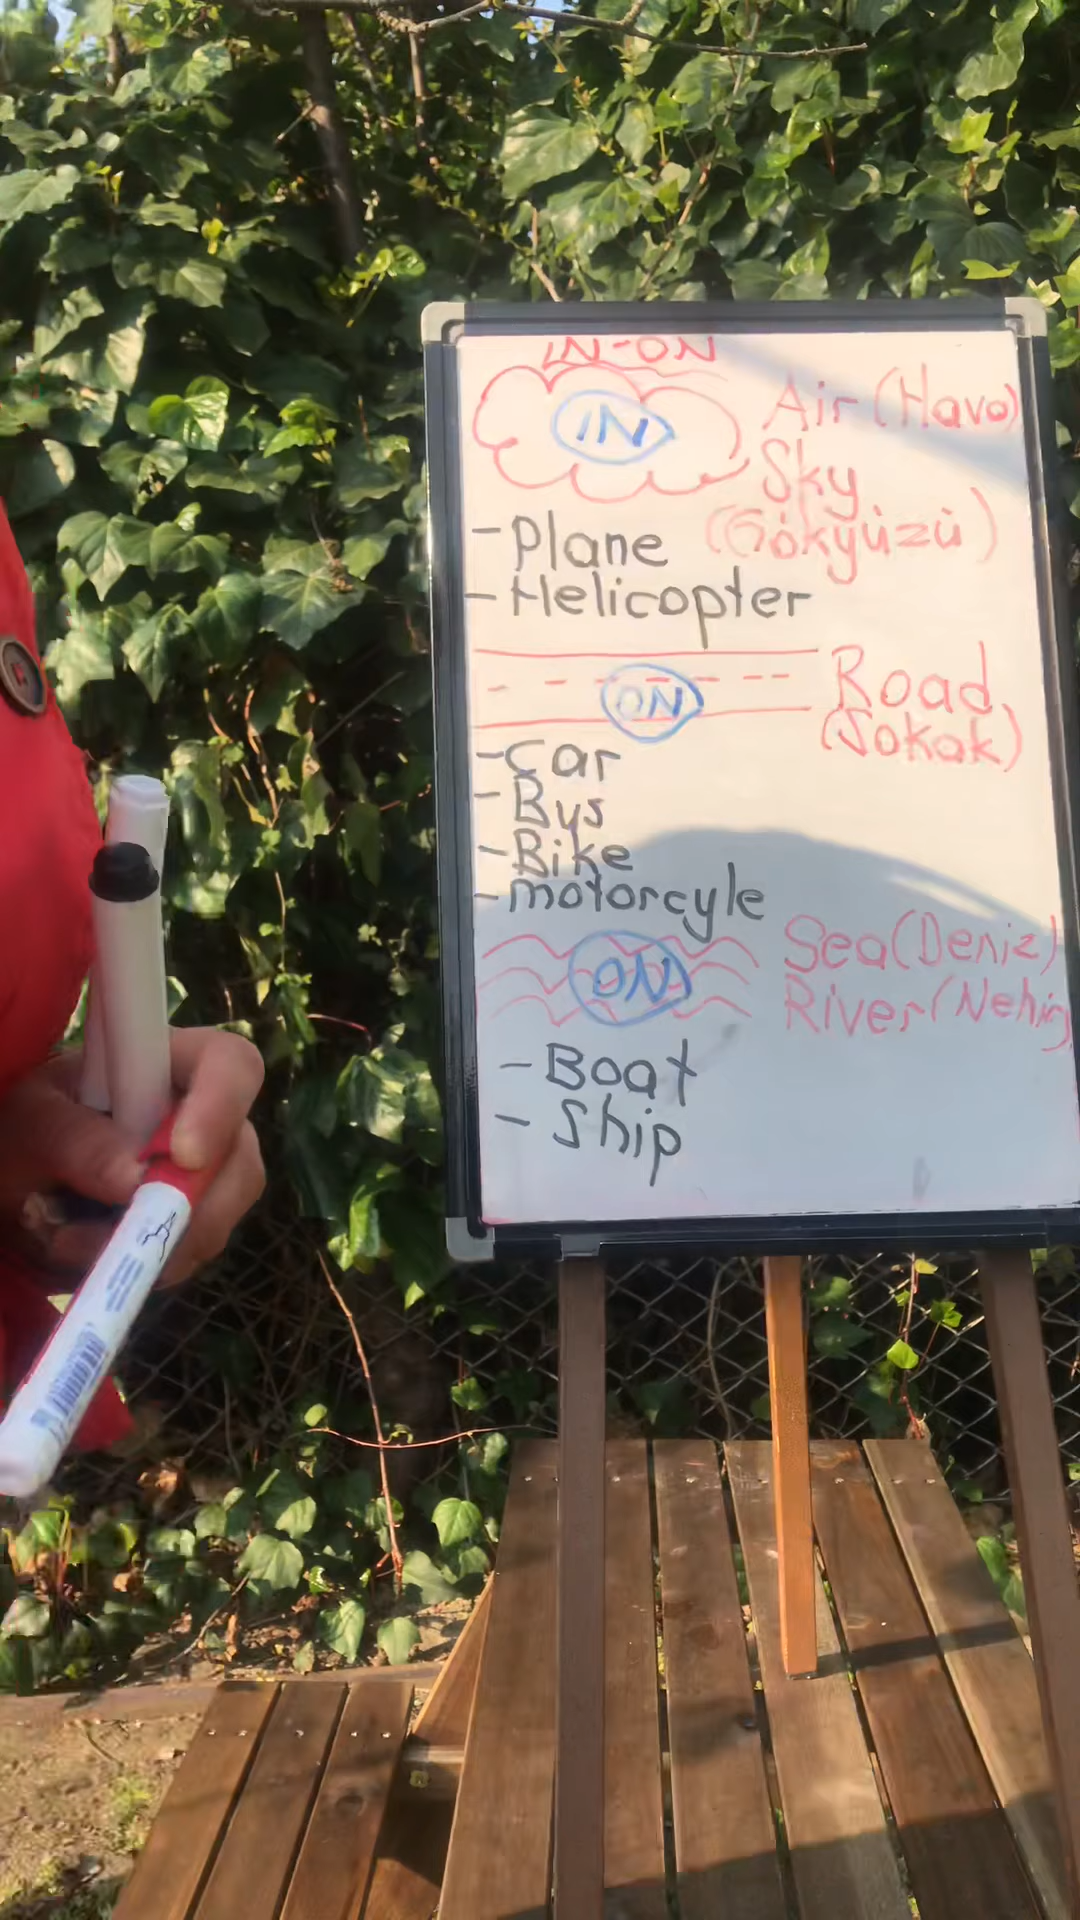 IN-ON
IN
Air (Hava)
Sky
(Gökyüzü)
- Plane
- Helicopter
ON
Road
(Sokak)
- Car
- Bus
- Bike
- motorcyle
ON
Sea (Deniz)
River (Nehir)
- Boat
- Ship